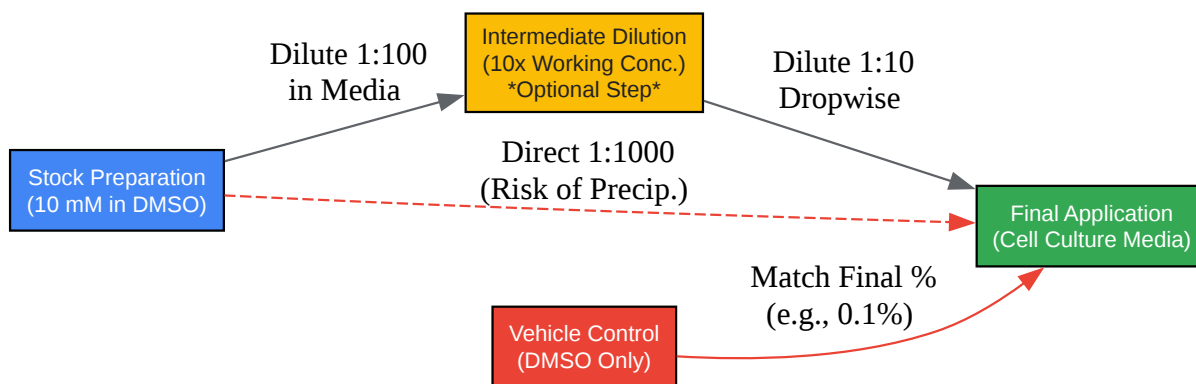 Dilute 1:100
in Media
Intermediate Dilution
(10x Working Conc.)
*Optional Step*
Dilute 1:10
Dropwise
Stock Preparation
(10 mM in DMSO)
Direct 1:1000
(Risk of Precip.)
Final Application
(Cell Culture Media)
Match Final %
(e.g., 0.1%)
Vehicle Control
(DMSO Only)